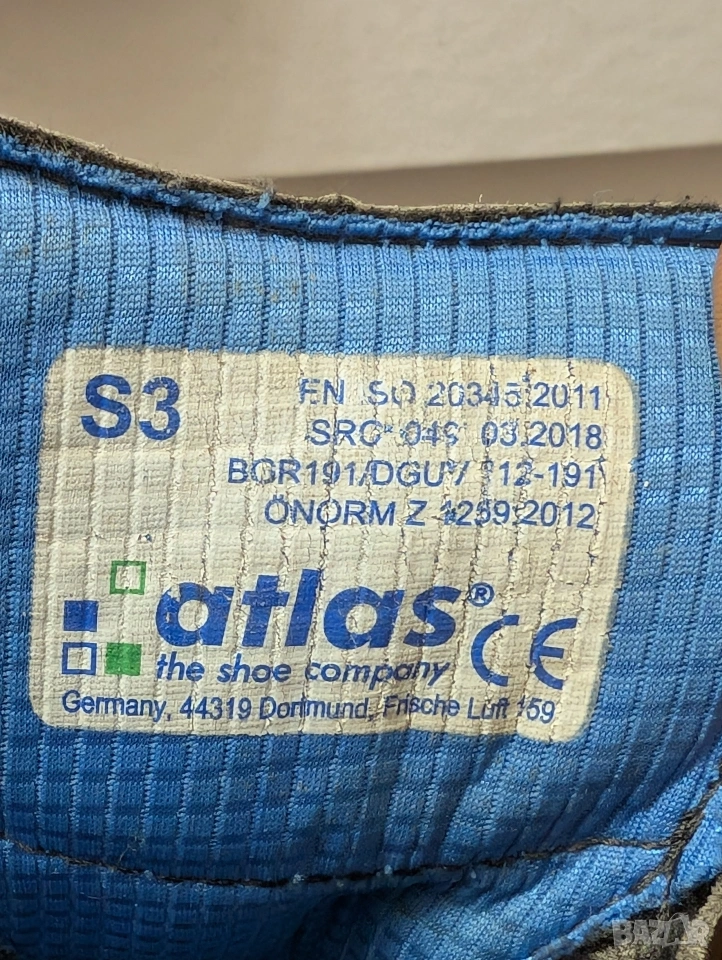 S3
EN ISO 20345:2011
SRC 03.2018
BGR191/DGUV 112-191
ÖNORM Z 1259:2012
atlas®
the shoe company
CE
Germany, 44319 Dortmund, Frische Luft 159
BAZAR